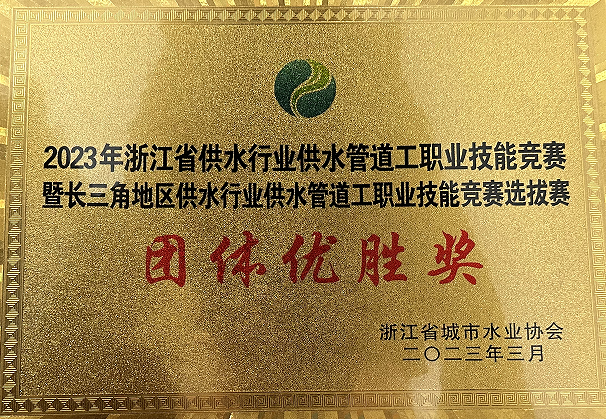 2023年浙江省供水行业供水管道工职业技能竞赛
暨长三角地区供水行业供水管道工职业技能竞赛选拔赛
团体优胜奖
浙江省城市水业协会
二〇二三年三月